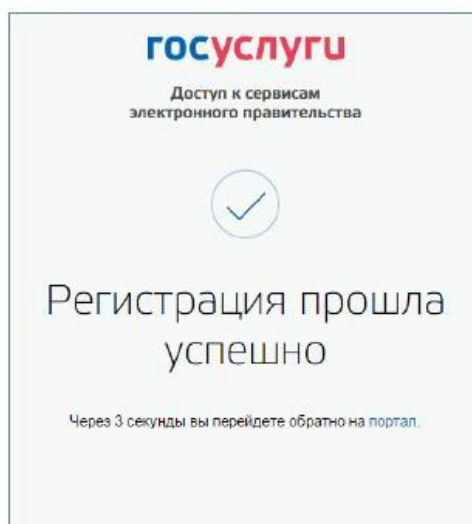 госуслуги
Доступ к сервисам
электронного правительства
Регистрация прошла
успешно
Через 3 секунды вы перейдете обратно на портал.